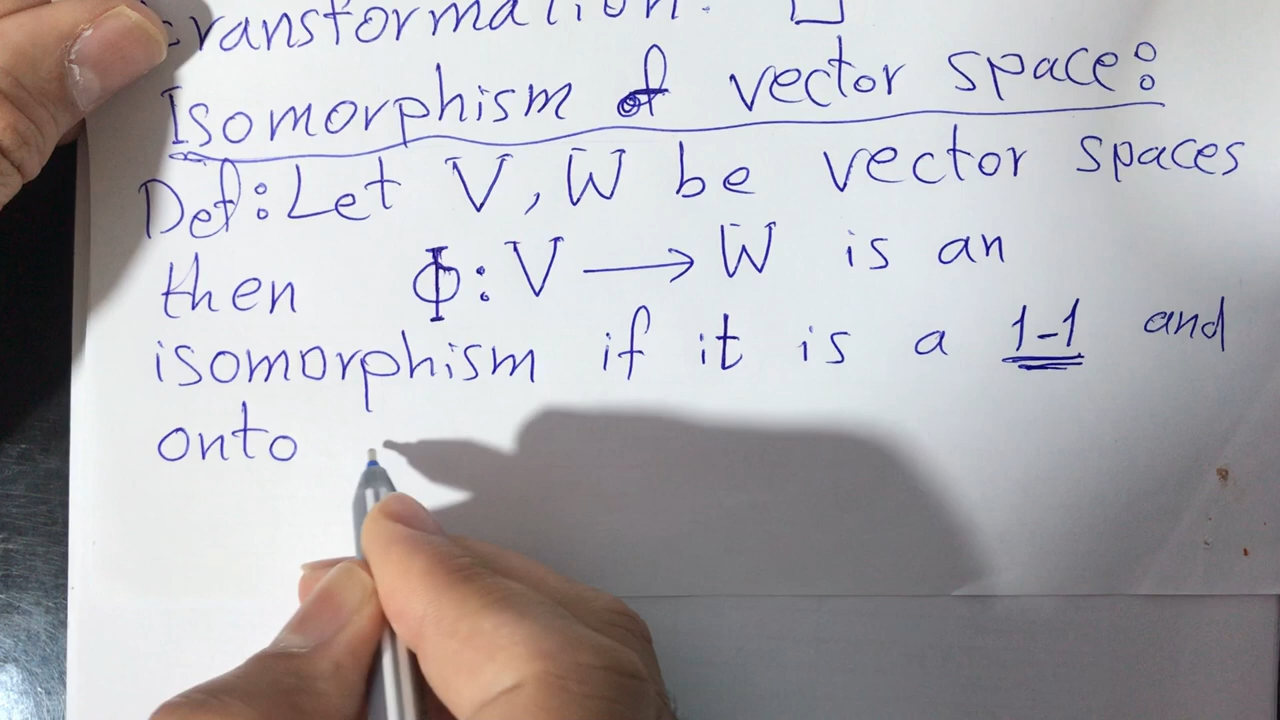 transformation. □
Isomorphism of vector space:
Def: Let V, W be vector spaces
then Φ: V → W is an
isomorphism if it is a 1-1 and
onto